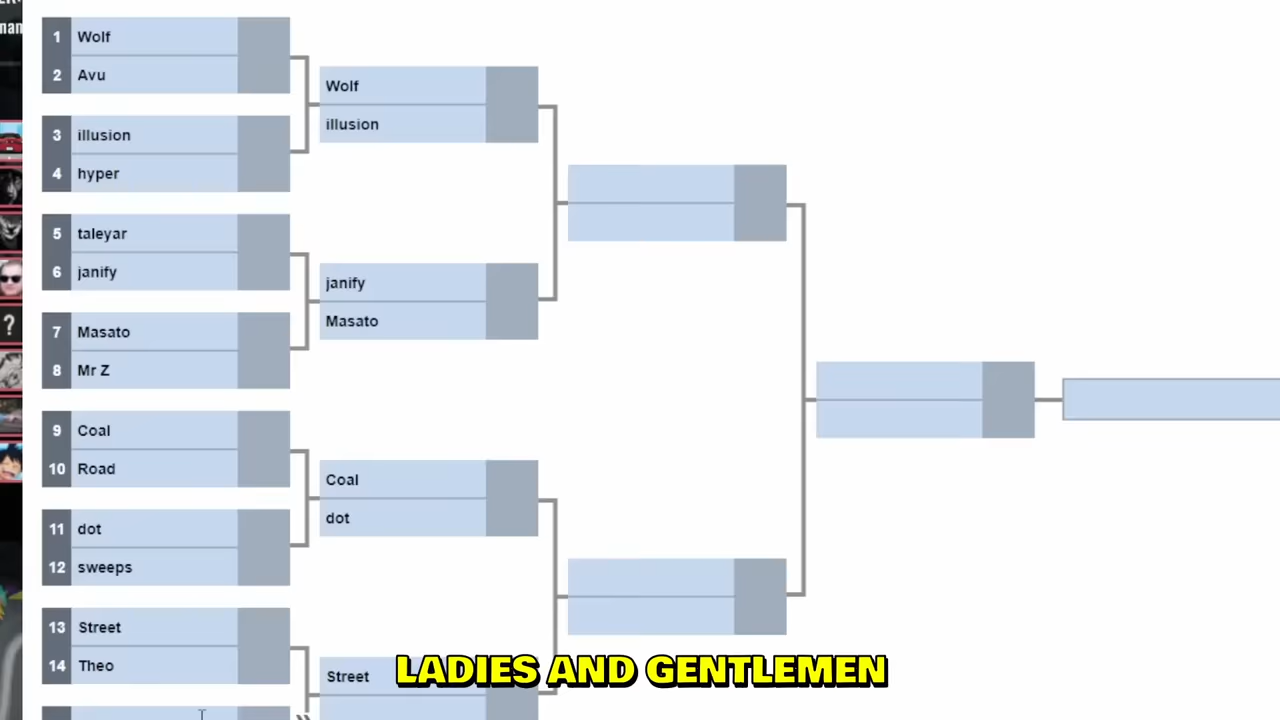 1 Wolf
2 Avu
3 illusion
4 hyper
5 taleyar
6 janify
7 Masato
8 Mr Z
9 Coal
10 Road
11 dot
12 sweeps
13 Street
14 Theo
Wolf
illusion
janify
Masato
Coal
dot
Street
LADIES AND GENTLEMEN
?